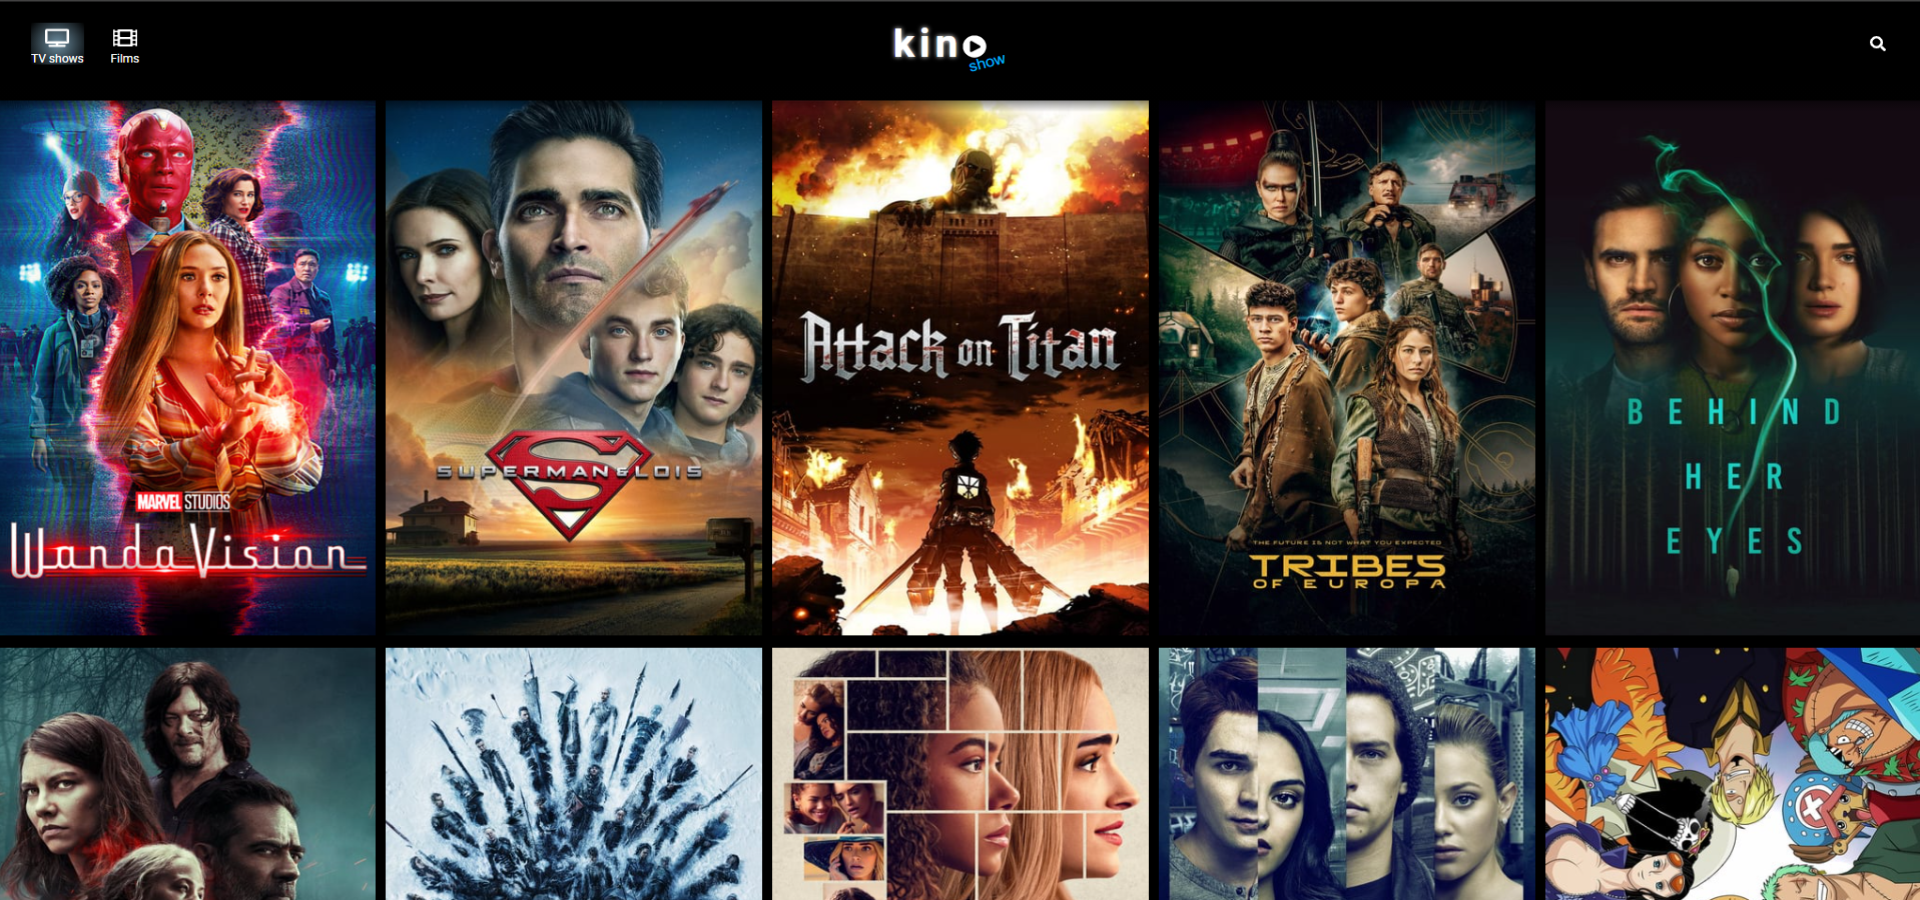 TV shows
Films
kino
show
MARVEL STUDIOS
WandaVision
SUPERMAN & LOIS
Attack on Titan
THE FUTURE IS NOT WHAT YOU EXPECTED
TRIBES
OF EUROPA
BEHIND
HER
EYES